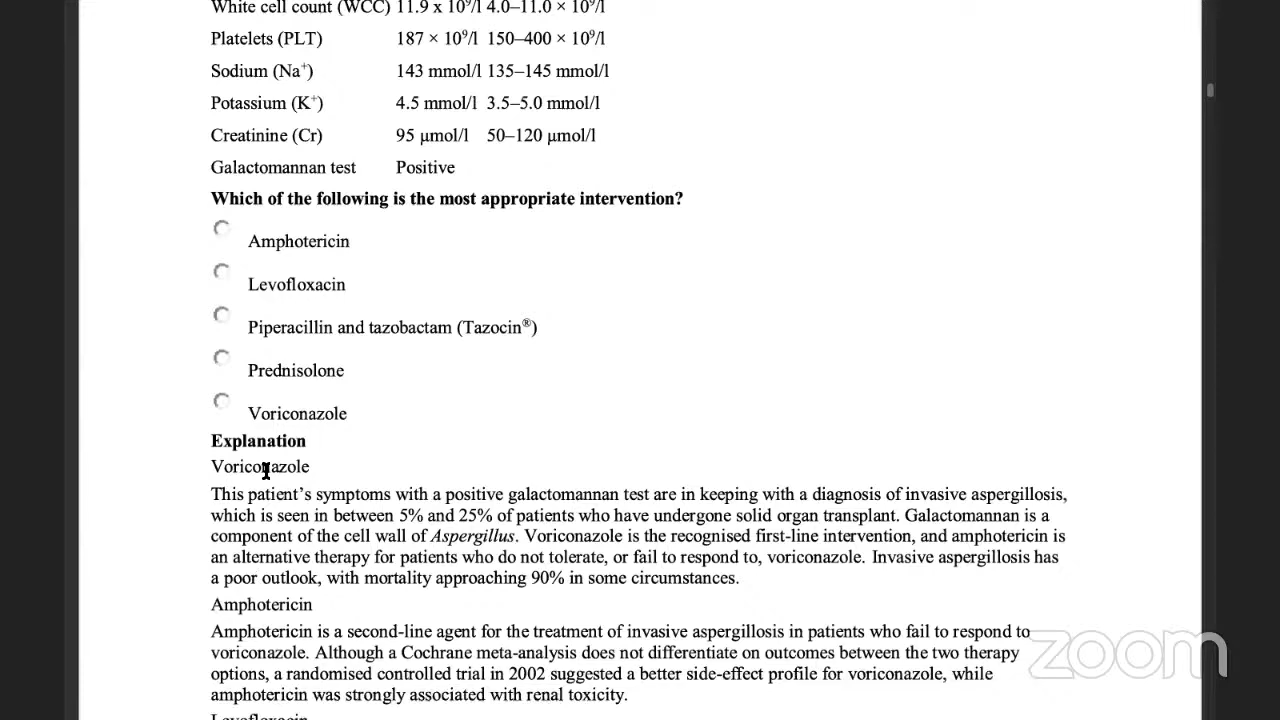 White cell count (WCC) 11.9 x 10⁹/l 4.0–11.0 × 10⁹/l
Platelets (PLT) 187 × 10⁹/l 150–400 × 10⁹/l
Sodium (Na⁺) 143 mmol/l 135–145 mmol/l
Potassium (K⁺) 4.5 mmol/l 3.5–5.0 mmol/l
Creatinine (Cr) 95 μmol/l 50–120 μmol/l
Galactomannan test Positive
Which of the following is the most appropriate intervention?
Amphotericin
Levofloxacin
Piperacillin and tazobactam (Tazocin®)
Prednisolone
Voriconazole
Explanation
Voriconazole
This patient's symptoms with a positive galactomannan test are in keeping with a diagnosis of invasive aspergillosis,
which is seen in between 5% and 25% of patients who have undergone solid organ transplant. Galactomannan is a
component of the cell wall of Aspergillus. Voriconazole is the recognised first-line intervention, and amphotericin is
an alternative therapy for patients who do not tolerate, or fail to respond to, voriconazole. Invasive aspergillosis has
a poor outlook, with mortality approaching 90% in some circumstances.
Amphotericin
Amphotericin is a second-line agent for the treatment of invasive aspergillosis in patients who fail to respond to
voriconazole. Although a Cochrane meta-analysis does not differentiate on outcomes between the two therapy
options, a randomised controlled trial in 2002 suggested a better side-effect profile for voriconazole, while
amphotericin was strongly associated with renal toxicity.
Levofloxacin
zoom